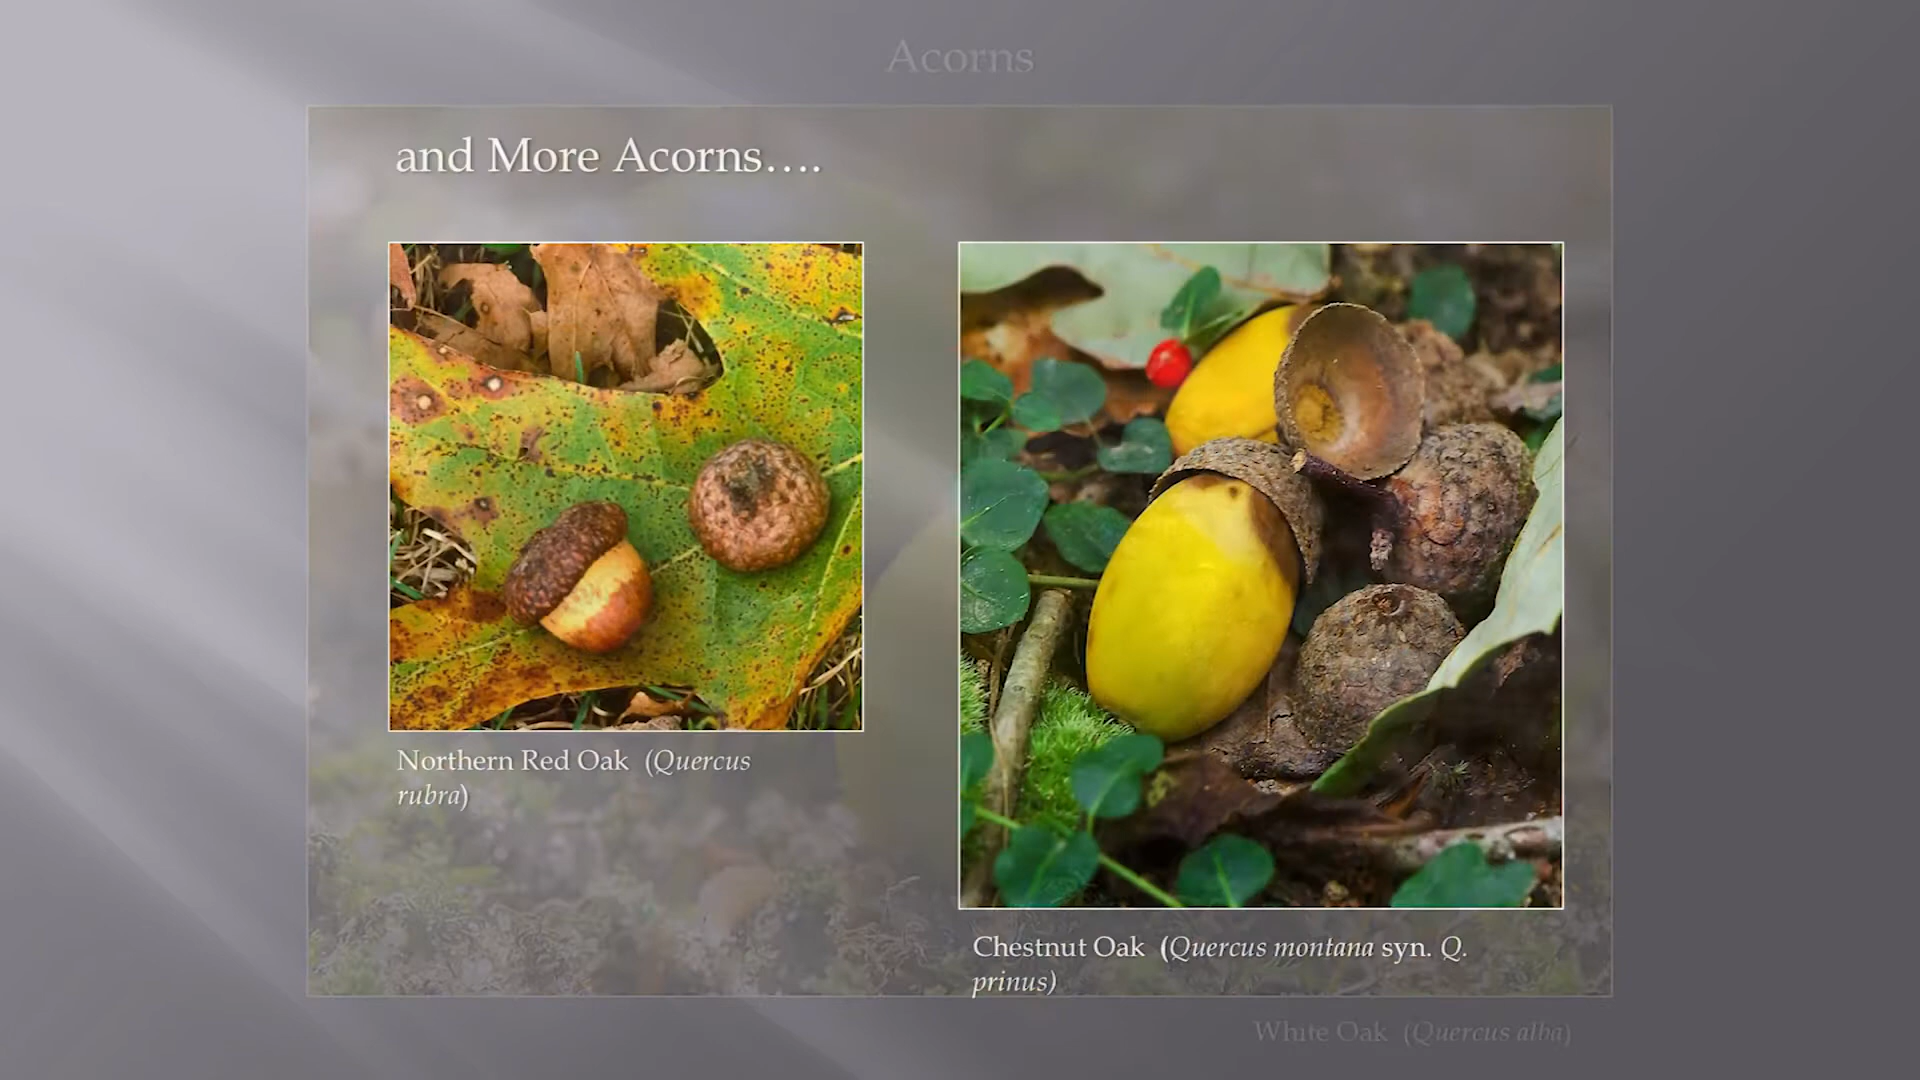 Acorns
and More Acorns….
Northern Red Oak (Quercus
rubra)
Chestnut Oak (Quercus montana syn. Q.
prinus)
White Oak (Quercus alba)